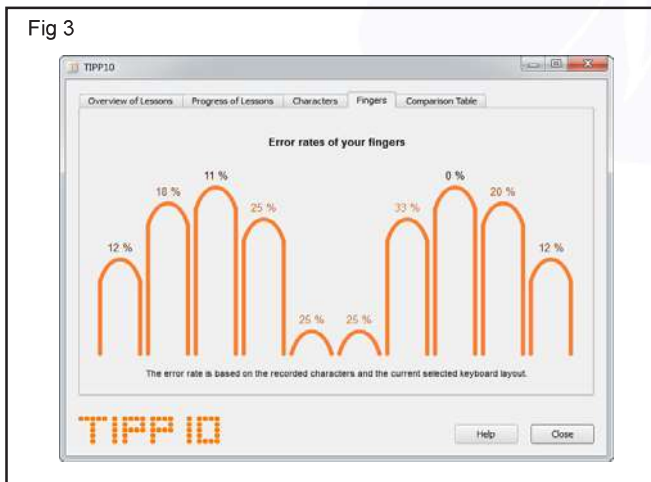 Fig 3
TIPP10
Overview of Lessons Progress of Lessons Characters Fingers Comparison Table
Error rates of your fingers
11 % 0 %
18 % 20 %
25 % 33 %
12 % 12 %
25 % 25 %
The error rate is based on the recorded characters and the current selected keyboard layout.
TIPP10
Help Close